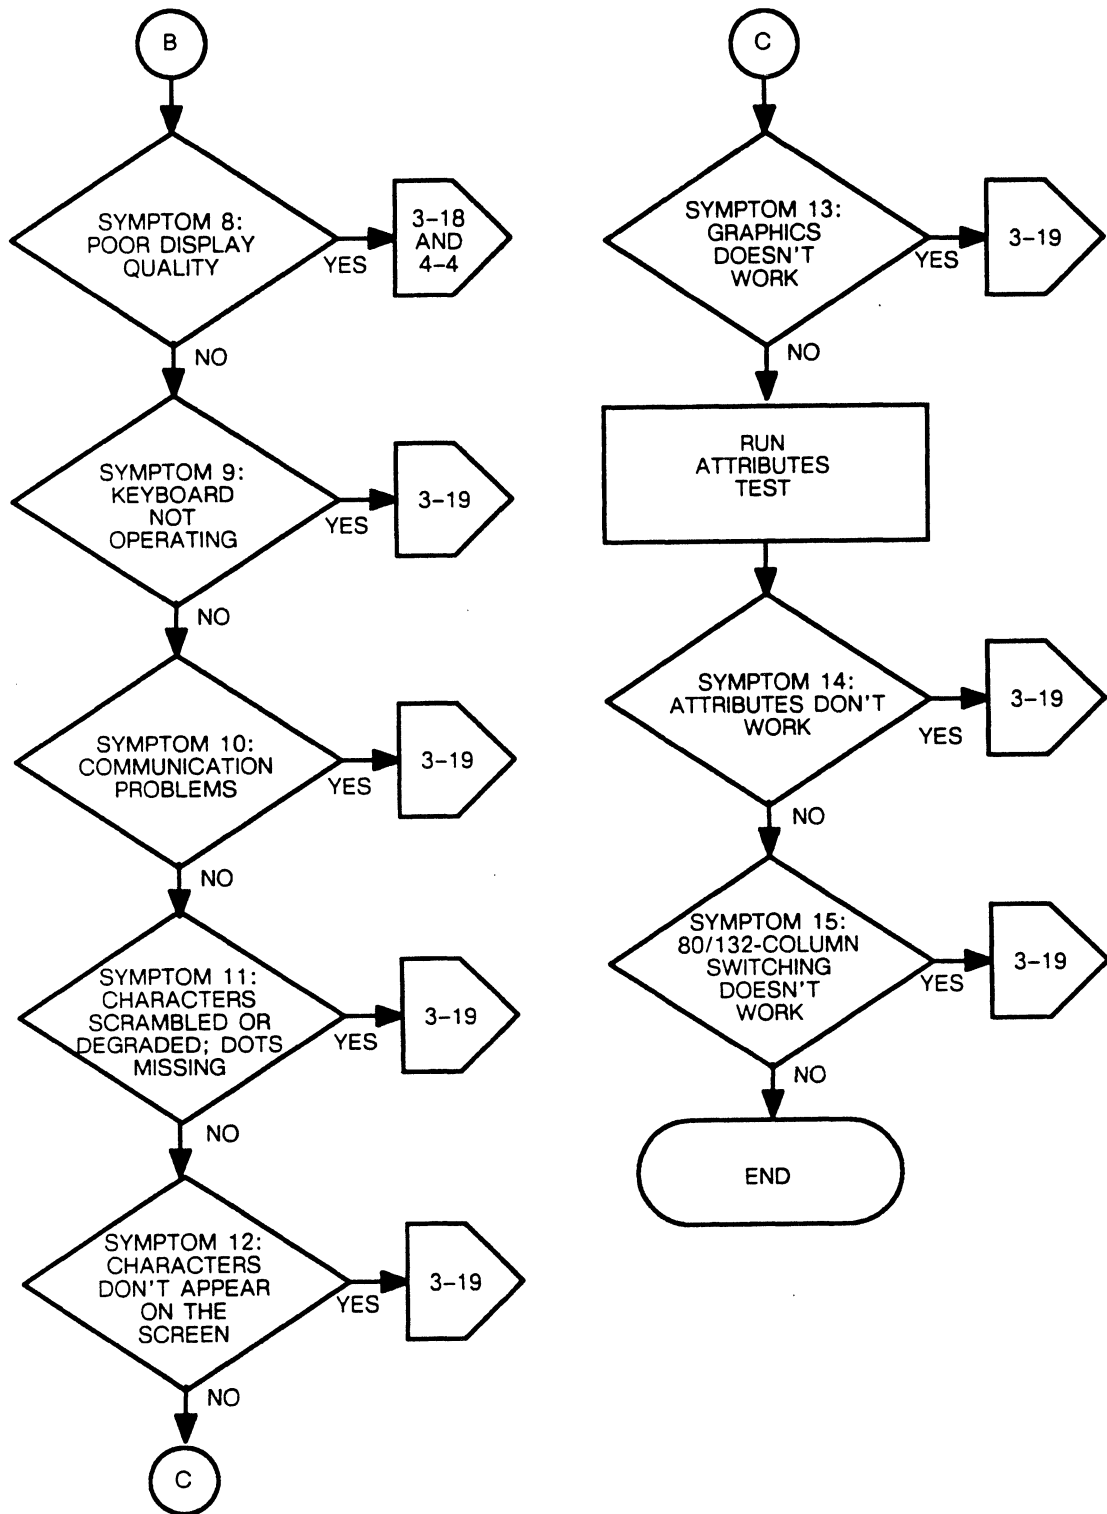 B
SYMPTOM 8:
POOR DISPLAY
QUALITY
YES
3-18
AND
4-4
NO
SYMPTOM 9:
KEYBOARD
NOT
OPERATING
YES
3-19
NO
SYMPTOM 10:
COMMUNICATION
PROBLEMS
YES
3-19
NO
SYMPTOM 11:
CHARACTERS
SCRAMBLED OR
DEGRADED; DOTS
MISSING
YES
3-19
NO
SYMPTOM 12:
CHARACTERS
DON'T APPEAR
ON THE
SCREEN
YES
3-19
NO
C
C
SYMPTOM 13:
GRAPHICS
DOESN'T
WORK
YES
3-19
NO
RUN
ATTRIBUTES
TEST
SYMPTOM 14:
ATTRIBUTES DON'T
WORK
YES
3-19
NO
SYMPTOM 15:
80/132-COLUMN
SWITCHING
DOESN'T
WORK
YES
3-19
NO
END